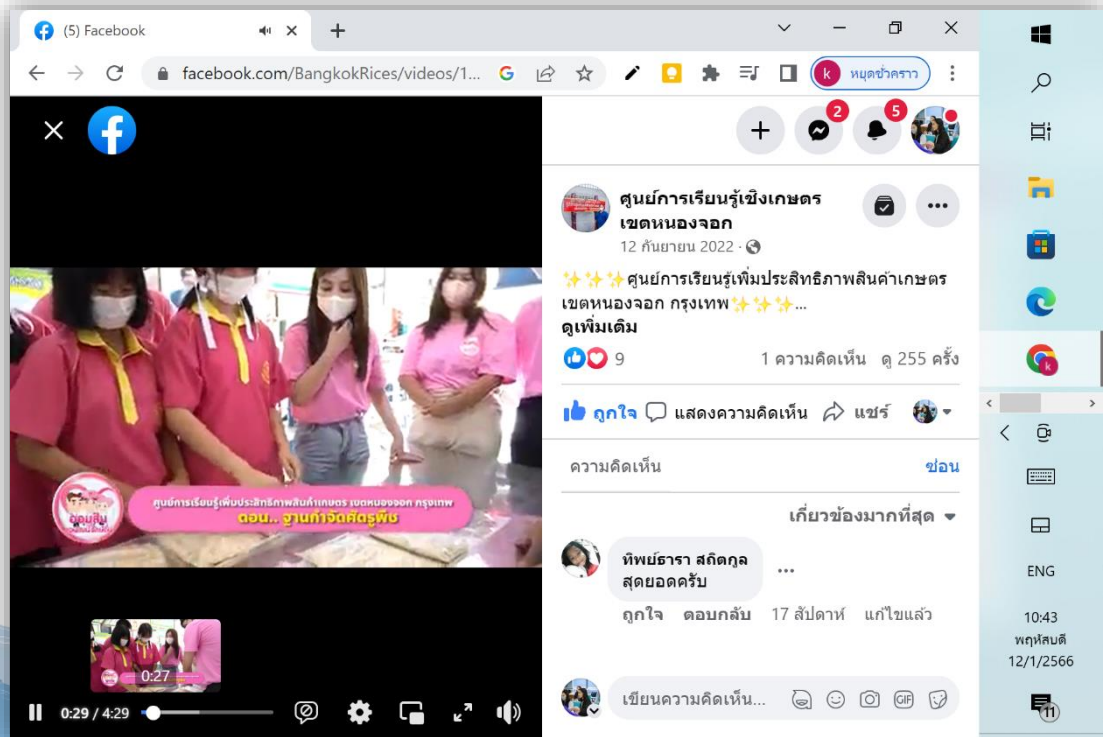 (5) Facebook
facebook.com/BangkokRices/videos/1...
k หยุดชั่วคราว
2
5
ศูนย์การเรียนรู้เชิงเกษตร
เขตหนองจอก
12 กันยายน 2022 ·
✨✨✨ศูนย์การเรียนรู้เพิ่มประสิทธิภาพสินค้าเกษตร
เขตหนองจอก กรุงเทพ✨✨✨...
ดูเพิ่มเติม
9
1 ความคิดเห็น ดู 255 ครั้ง
ถูกใจ แสดงความคิดเห็น แชร์
ความคิดเห็น
ซ่อน
เกี่ยวข้องมากที่สุด
ทิพย์ธารา สถิตกูล
สุดยอดครับ
ถูกใจ ตอบกลับ 17 สัปดาห์ แก้ไขแล้ว
เขียนความคิดเห็น...
GIF
ออมสิน
ศูนย์การเรียนรู้เพิ่มประสิทธิภาพสินค้าเกษตร เขตหนองจอก กรุงเทพ
ตอน.. ฐานกำจัดศัตรูพืช
0:27
0:29 / 4:29
k
ENG
10:43
พฤหัสบดี
12/1/2566
11